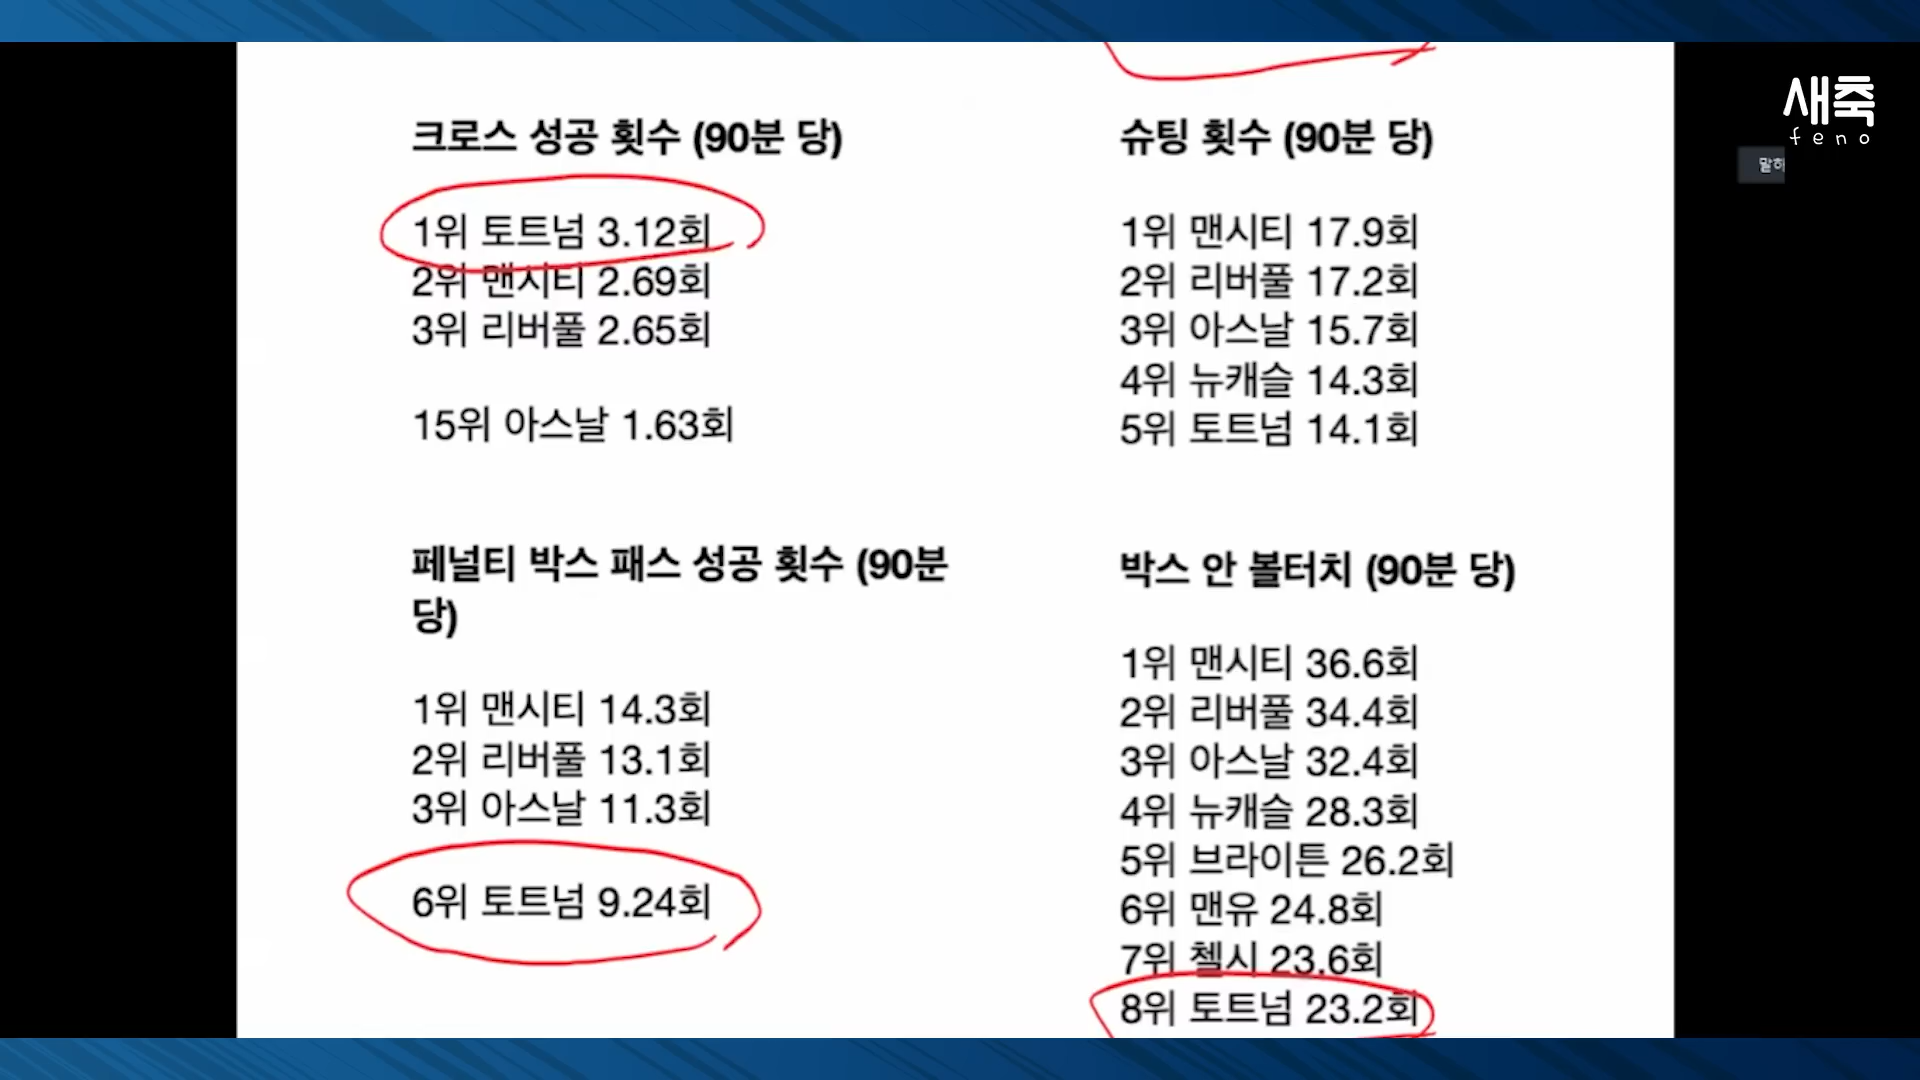 새축
feno
말하
크로스 성공 횟수 (90분 당)
1위 토트넘 3.12회
2위 맨시티 2.69회
3위 리버풀 2.65회
15위 아스날 1.63회
슈팅 횟수 (90분 당)
1위 맨시티 17.9회
2위 리버풀 17.2회
3위 아스날 15.7회
4위 뉴캐슬 14.3회
5위 토트넘 14.1회
페널티 박스 패스 성공 횟수 (90분
당)
1위 맨시티 14.3회
2위 리버풀 13.1회
3위 아스날 11.3회
6위 토트넘 9.24회
박스 안 볼터치 (90분 당)
1위 맨시티 36.6회
2위 리버풀 34.4회
3위 아스날 32.4회
4위 뉴캐슬 28.3회
5위 브라이튼 26.2회
6위 맨유 24.8회
7위 첼시 23.6회
8위 토트넘 23.2회